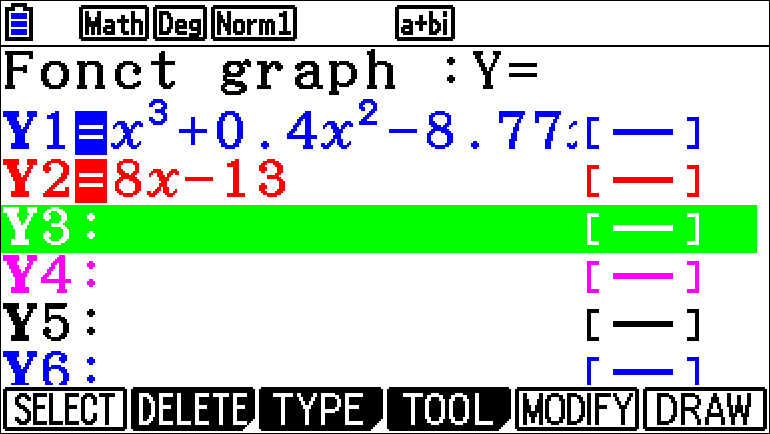 Math Deg Norm1 a+bi
Fonct graph :Y=
Y1=x³+0.4x²-8.77x [—]
Y2=8x-13 [—]
Y3: [—]
Y4: [—]
Y5: [—]
Y6: [—]
SELECT DELETE TYPE TOOL MODIFY DRAW